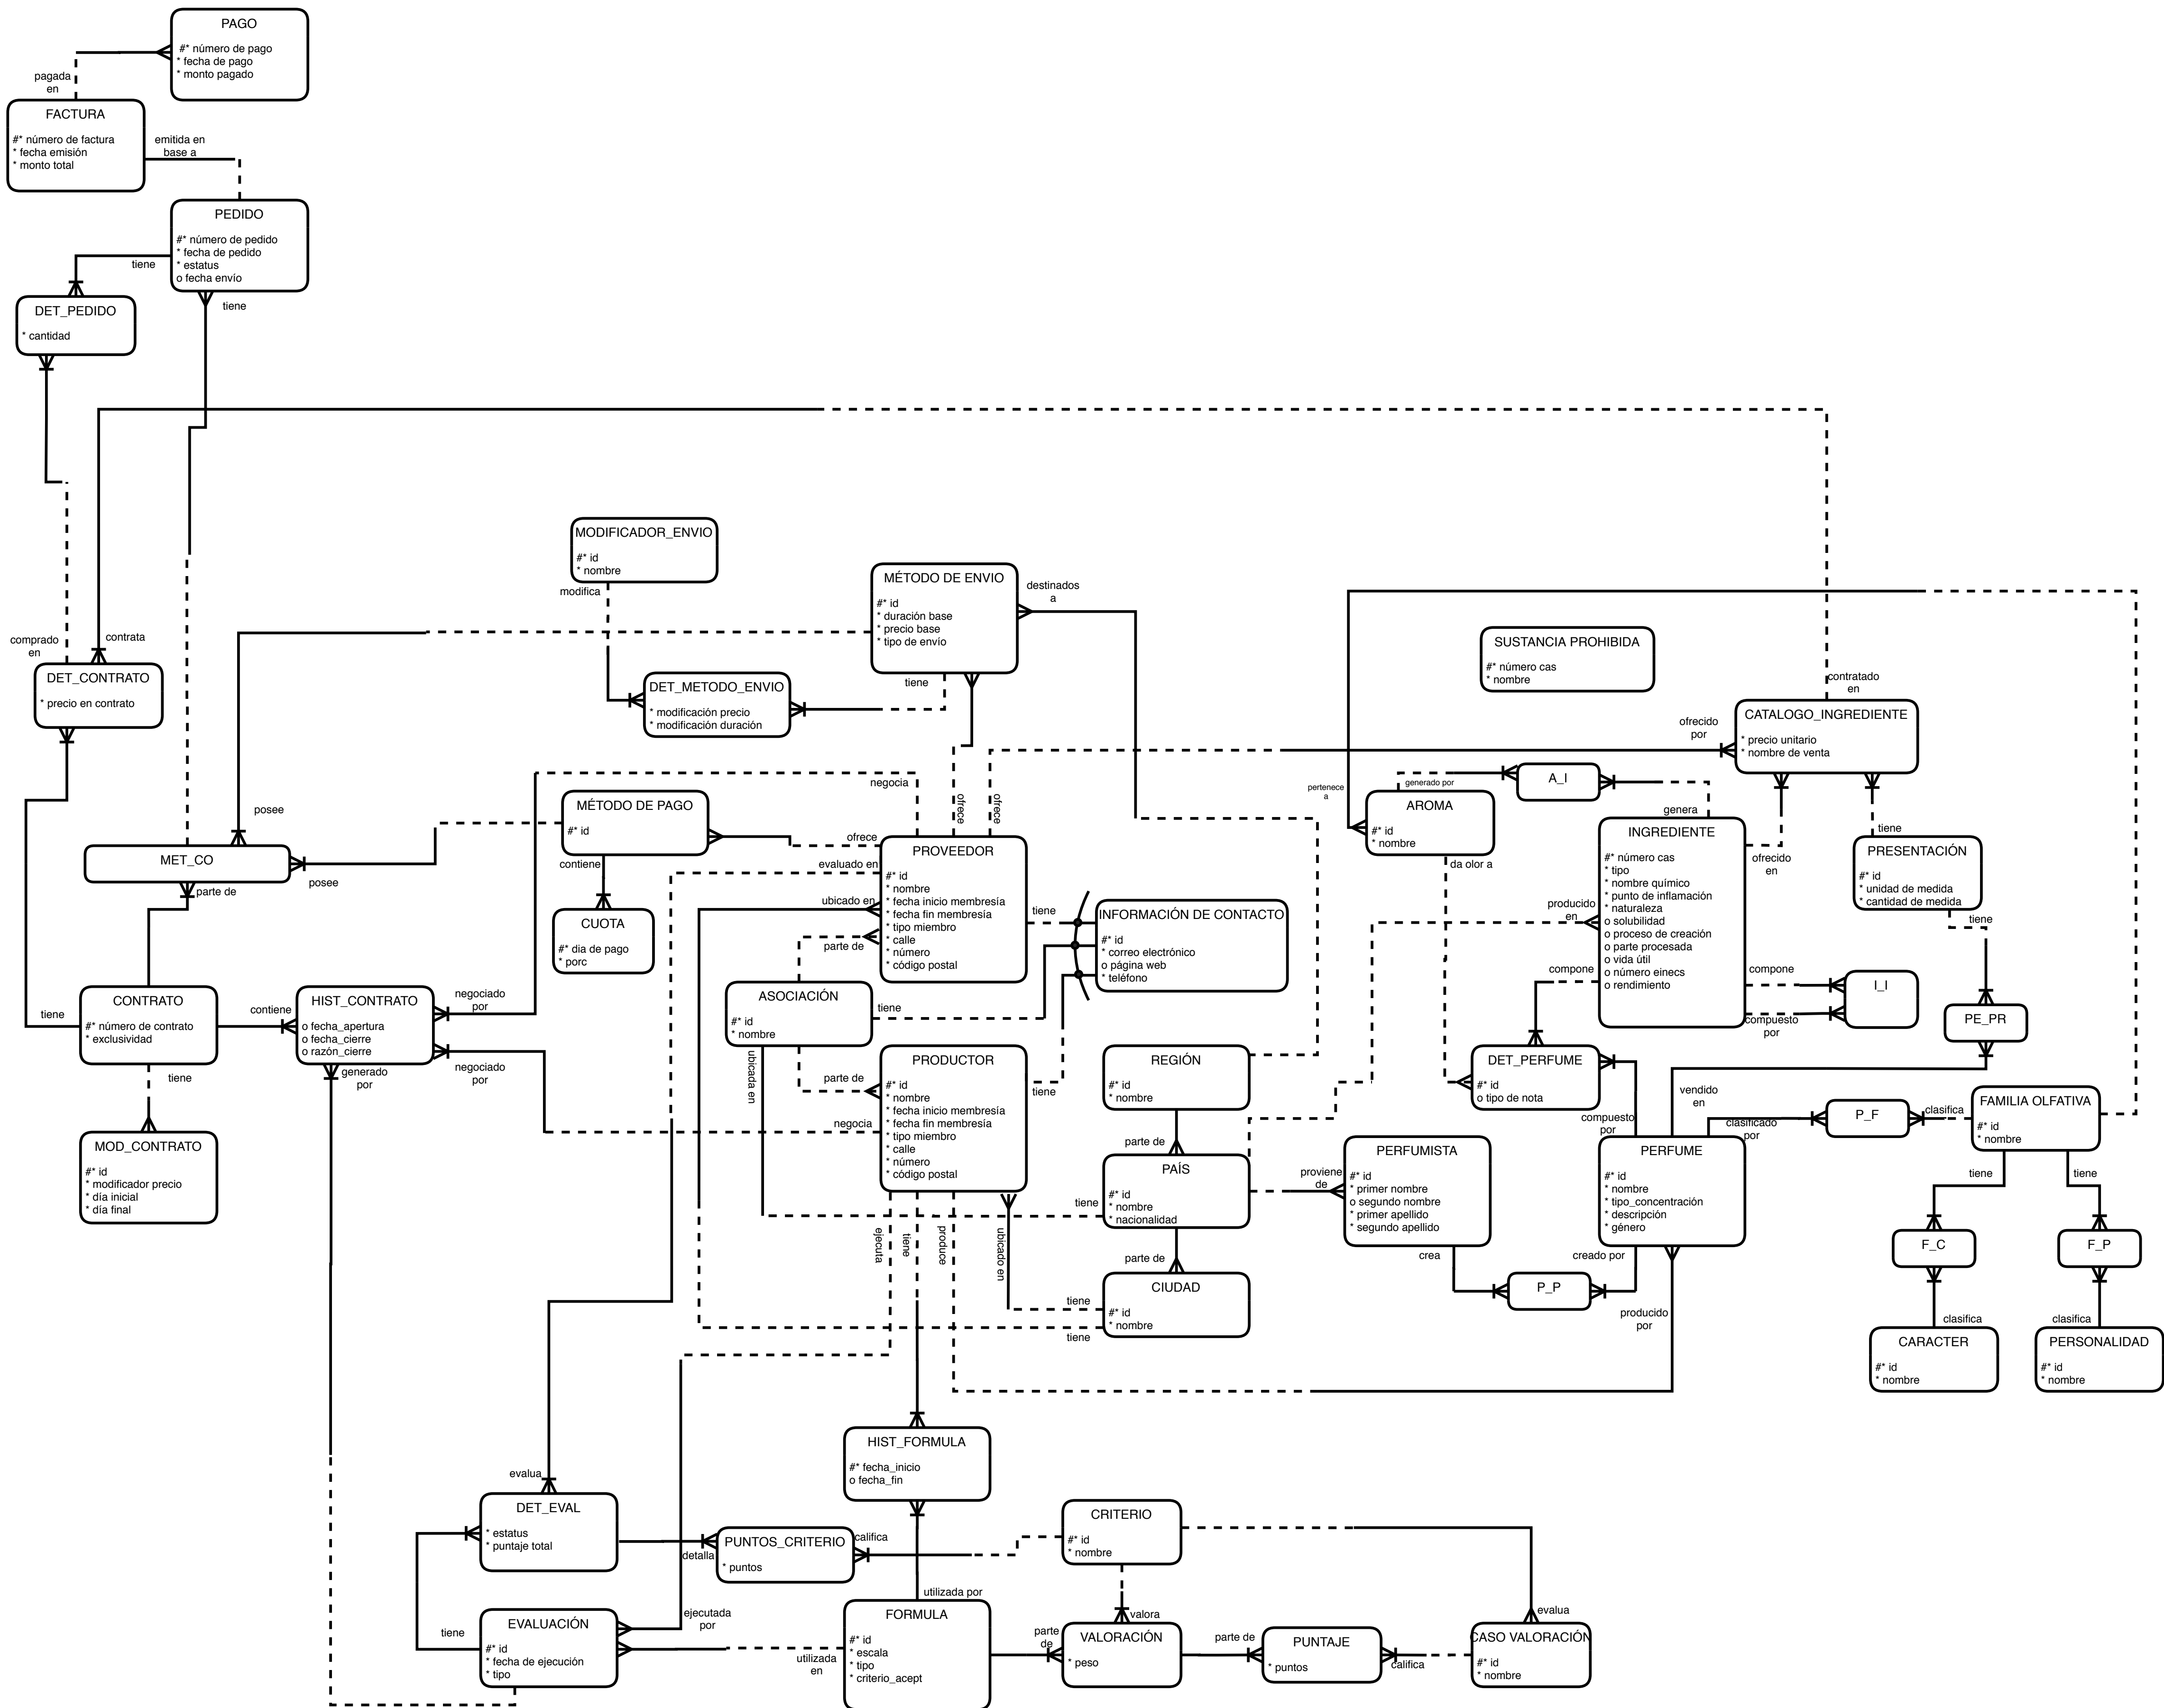 PAGO
#* número de pago
* fecha de pago
* monto pagado
pagada
en
FACTURA
#* número de factura
* fecha emisión
* monto total
emitida en
base a
PEDIDO
#* número de pedido
* fecha de pedido
* estatus
o fecha envío
tiene
tiene
DET_PEDIDO
* cantidad
MODIFICADOR_ENVIO
#* id
* nombre
modifica
MÉTODO DE ENVIO
#* id
* duración base
* precio base
* tipo de envío
destinados
a
tiene
DET_METODO_ENVIO
* modificación precio
* modificación duración
comprado
en
contrata
DET_CONTRATO
* precio en contrato
SUSTANCIA PROHIBIDA
#* número cas
* nombre
contratado
en
CATALOGO_INGREDIENTE
* precio unitario
* nombre de venta
ofrecido
por
negocia
ofrece
ofrece
posee
MÉTODO DE PAGO
#* id
contiene
ofrece
evaluado en
ubicado en
PROVEEDOR
#* id
* nombre
* fecha inicio membresía
* fecha fin membresía
* tipo miembro
* calle
* número
* código postal
pertenece
a
generado por
A_I
AROMA
#* id
* nombre
da olor a
genera
INGREDIENTE
#* número cas
* tipo
* nombre químico
* punto de inflamación
* naturaleza
o solubilidad
o proceso de creación
o parte procesada
o vida útil
o número einecs
o rendimiento
ofrecido
en
tiene
PRESENTACIÓN
#* id
* unidad de medida
* cantidad de medida
tiene
MET_CO
parte de
posee
CUOTA
#* dia de pago
* porc
parte de
tiene
INFORMACIÓN DE CONTACTO
#* id
* correo electrónico
o página web
* teléfono
producido
en
compone
compone
I_I
compuesto
por
PE_PR
CONTRATO
#* número de contrato
* exclusividad
tiene
contiene
HIST_CONTRATO
o fecha_apertura
o fecha_cierre
o razón_cierre
negociado
por
negociado
por
generado
por
tiene
ASOCIACIÓN
#* id
* nombre
tiene
ubicada en
parte de
negocia
PRODUCTOR
#* id
* nombre
* fecha inicio membresía
* fecha fin membresía
* tipo miembro
* calle
* número
* código postal
tiene
REGIÓN
#* id
* nombre
parte de
DET_PERFUME
#* id
o tipo de nota
compuesto
por
vendido
en
clasificado
por
P_F
clasifica
FAMILIA OLFATIVA
#* id
* nombre
MOD_CONTRATO
#* id
* modificador precio
* día inicial
* día final
PAÍS
#* id
* nombre
* nacionalidad
tiene
proviene
de
PERFUMISTA
#* id
* primer nombre
o segundo nombre
* primer apellido
* segundo apellido
PERFUME
#* id
* nombre
* tipo_concentración
* descripción
* género
tiene
tiene
ejecuta
tiene
produce
ubicado en
parte de
crea
creado por
P_P
F_C
F_P
CIUDAD
#* id
* nombre
tiene
tiene
producido
por
clasifica
clasifica
CARACTER
#* id
* nombre
PERSONALIDAD
#* id
* nombre
HIST_FORMULA
#* fecha_inicio
o fecha_fin
evalua
DET_EVAL
* estatus
* puntaje total
detalla
PUNTOS_CRITERIO
* puntos
califica
CRITERIO
#* id
* nombre
utilizada por
tiene
EVALUACIÓN
#* id
* fecha de ejecución
* tipo
ejecutada
por
utilizada
en
FORMULA
#* id
* escala
* tipo
* criterio_acept
parte
de
valora
VALORACIÓN
* peso
parte de
PUNTAJE
* puntos
califica
evalua
CASO VALORACIÓN
#* id
* nombre